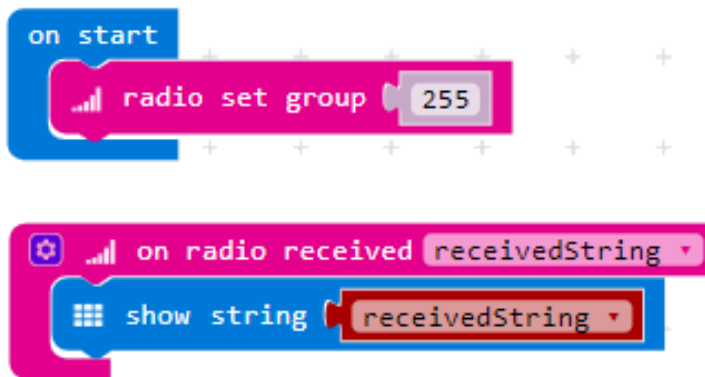 on start
radio set group 255
on radio received receivedString
show string receivedString